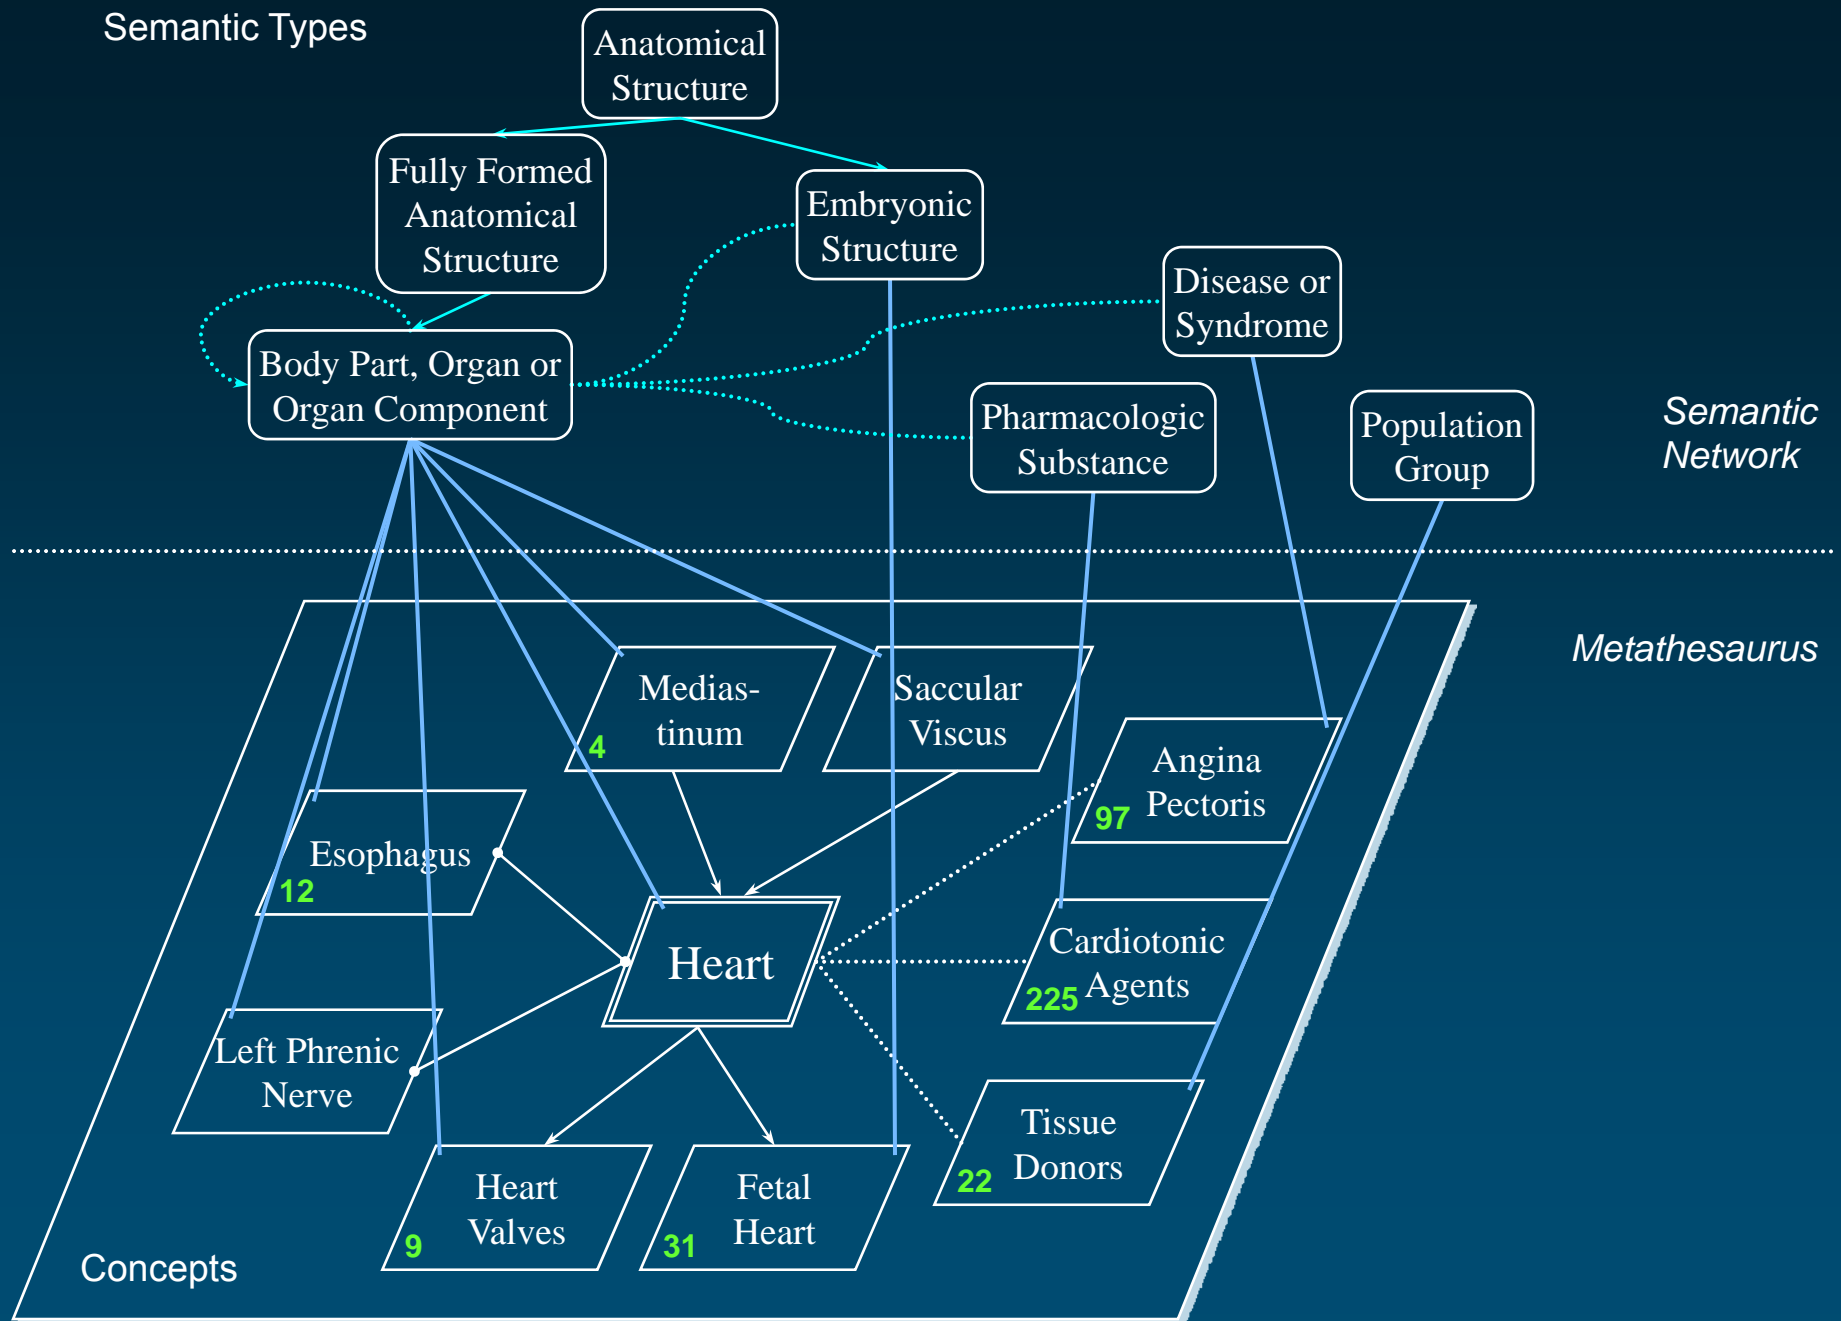 Semantic Types
Anatomical
Structure
Fully Formed
Anatomical
Structure
Embryonic
Structure
Disease or
Syndrome
Body Part, Organ or
Organ Component
Pharmacologic
Substance
Population
Group
Semantic
Network
Metathesaurus
Medias-
tinum
4
Saccular
Viscus
Angina
Pectoris
97
Esophagus
12
Heart
Cardiotonic
Agents
225
Left Phrenic
Nerve
Tissue
Donors
22
Heart
Valves
9
Fetal
Heart
31
Concepts